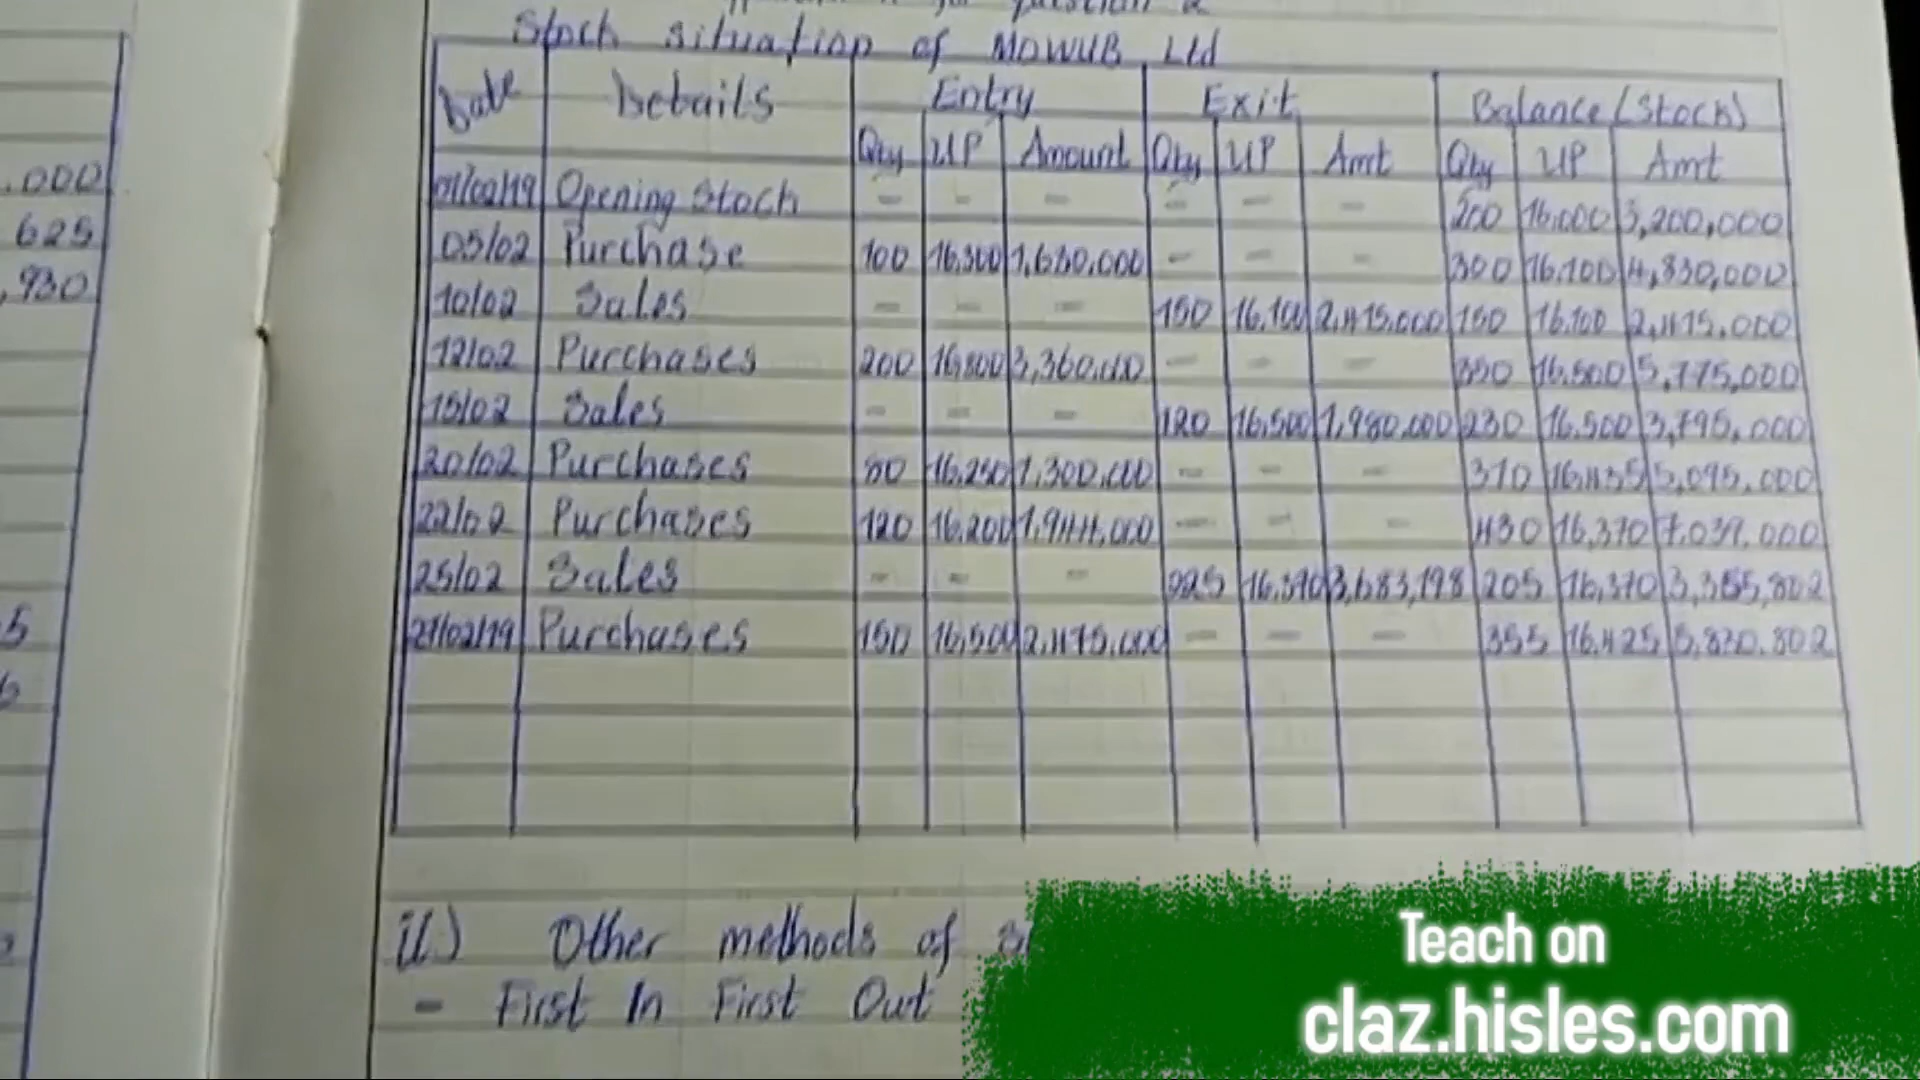 for question 2
Stock situation of MOWUB Ltd
Date Details Entry Exit Balance (Stock)
Qty UP Amount Qty UP Amt Qty UP Amt
01/02/19 Opening Stock - - - - - - 200 16.000 3,200,000
05/02 Purchase 100 16,300 1,630,000 - - - 300 16.100 4,830,000
10/02 Sales - - - 150 16,100 2,415.000 150 16.100 2,415.000
12/02 Purchases 200 16,800 3,360,000 - - - 350 16.500 5,775,000
15/02 Sales - - - 120 16,500 1,980.000 230 16.500 3,795.000
20/02 Purchases 80 16.250 1,300,000 - - - 310 16,435 5,095.000
22/02 Purchases 120 16.200 1,944,000 - - - 430 16,370 7,039,000
25/02 Sales - - - 225 16,370 3,683,198 205 16,370 3,355,802
27/02/19 Purchases 150 16,500 2,475,000 - - - 355 16,425 5,830.802
ii.) Other methods of
- First In First Out
.000
625
,930
5
Teach on
claz.hisles.com